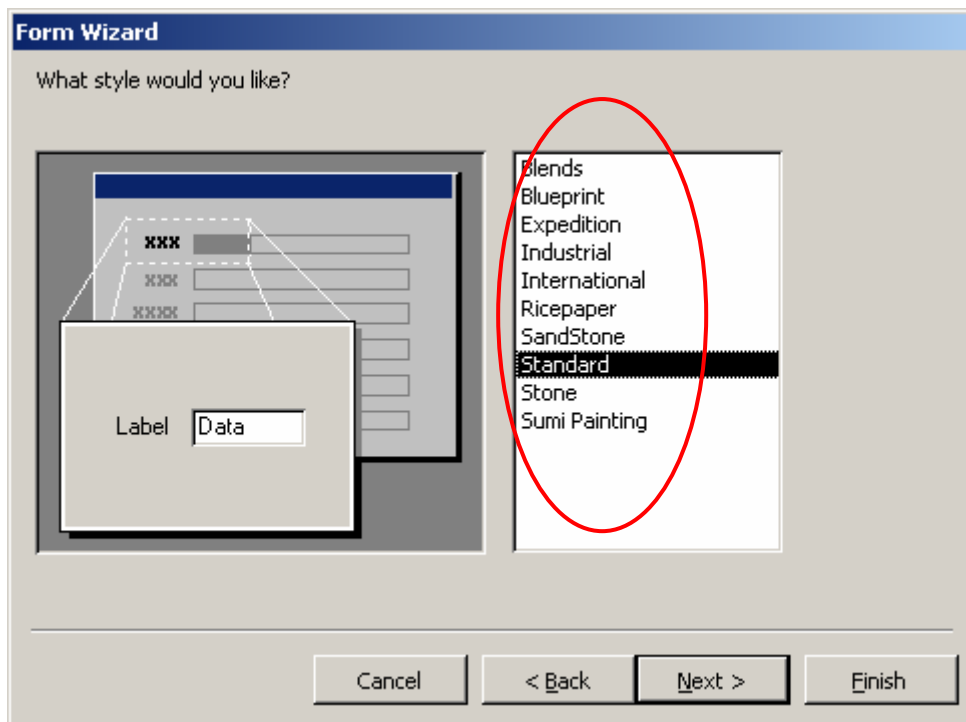 Form Wizard
What style would you like?
xxx
xxx
xxxx
Label Data
Blends
Blueprint
Expedition
Industrial
International
Ricepaper
SandStone
Standard
Stone
Sumi Painting
Cancel < Back Next > Finish